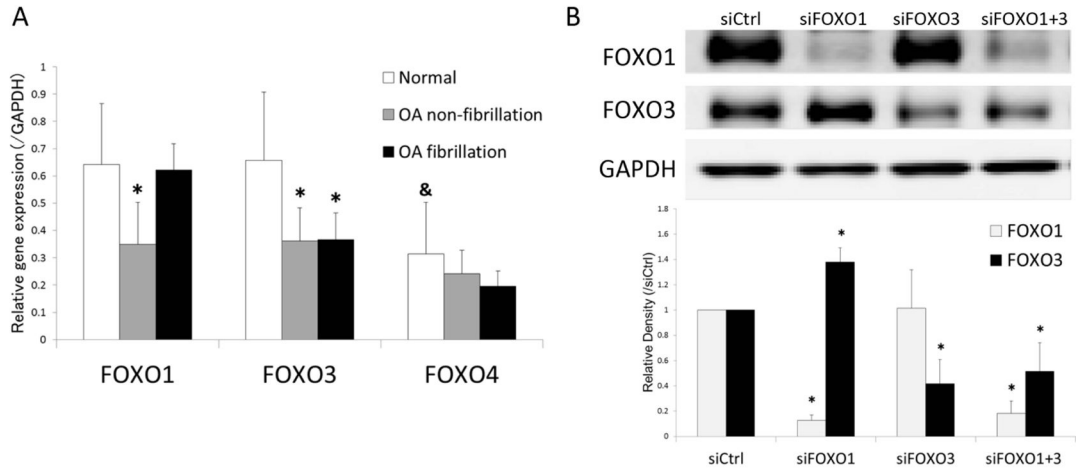 A
Relative gene expression (/GAPDH)
1
0.9
0.8
0.7
0.6
0.5
0.4
0.3
0.2
0.1
0
Normal
OA non-fibrillation
OA fibrillation
*
*
*
&
FOXO1
FOXO3
FOXO4
B
siCtrl siFOXO1 siFOXO3 siFOXO1+3
FOXO1
FOXO3
GAPDH
Relative Density (/siCtrl)
1.8
1.6
1.4
1.2
1
0.8
0.6
0.4
0.2
0
FOXO1
FOXO3
*
*
*
*
*
siCtrl siFOXO1 siFOXO3 siFOXO1+3